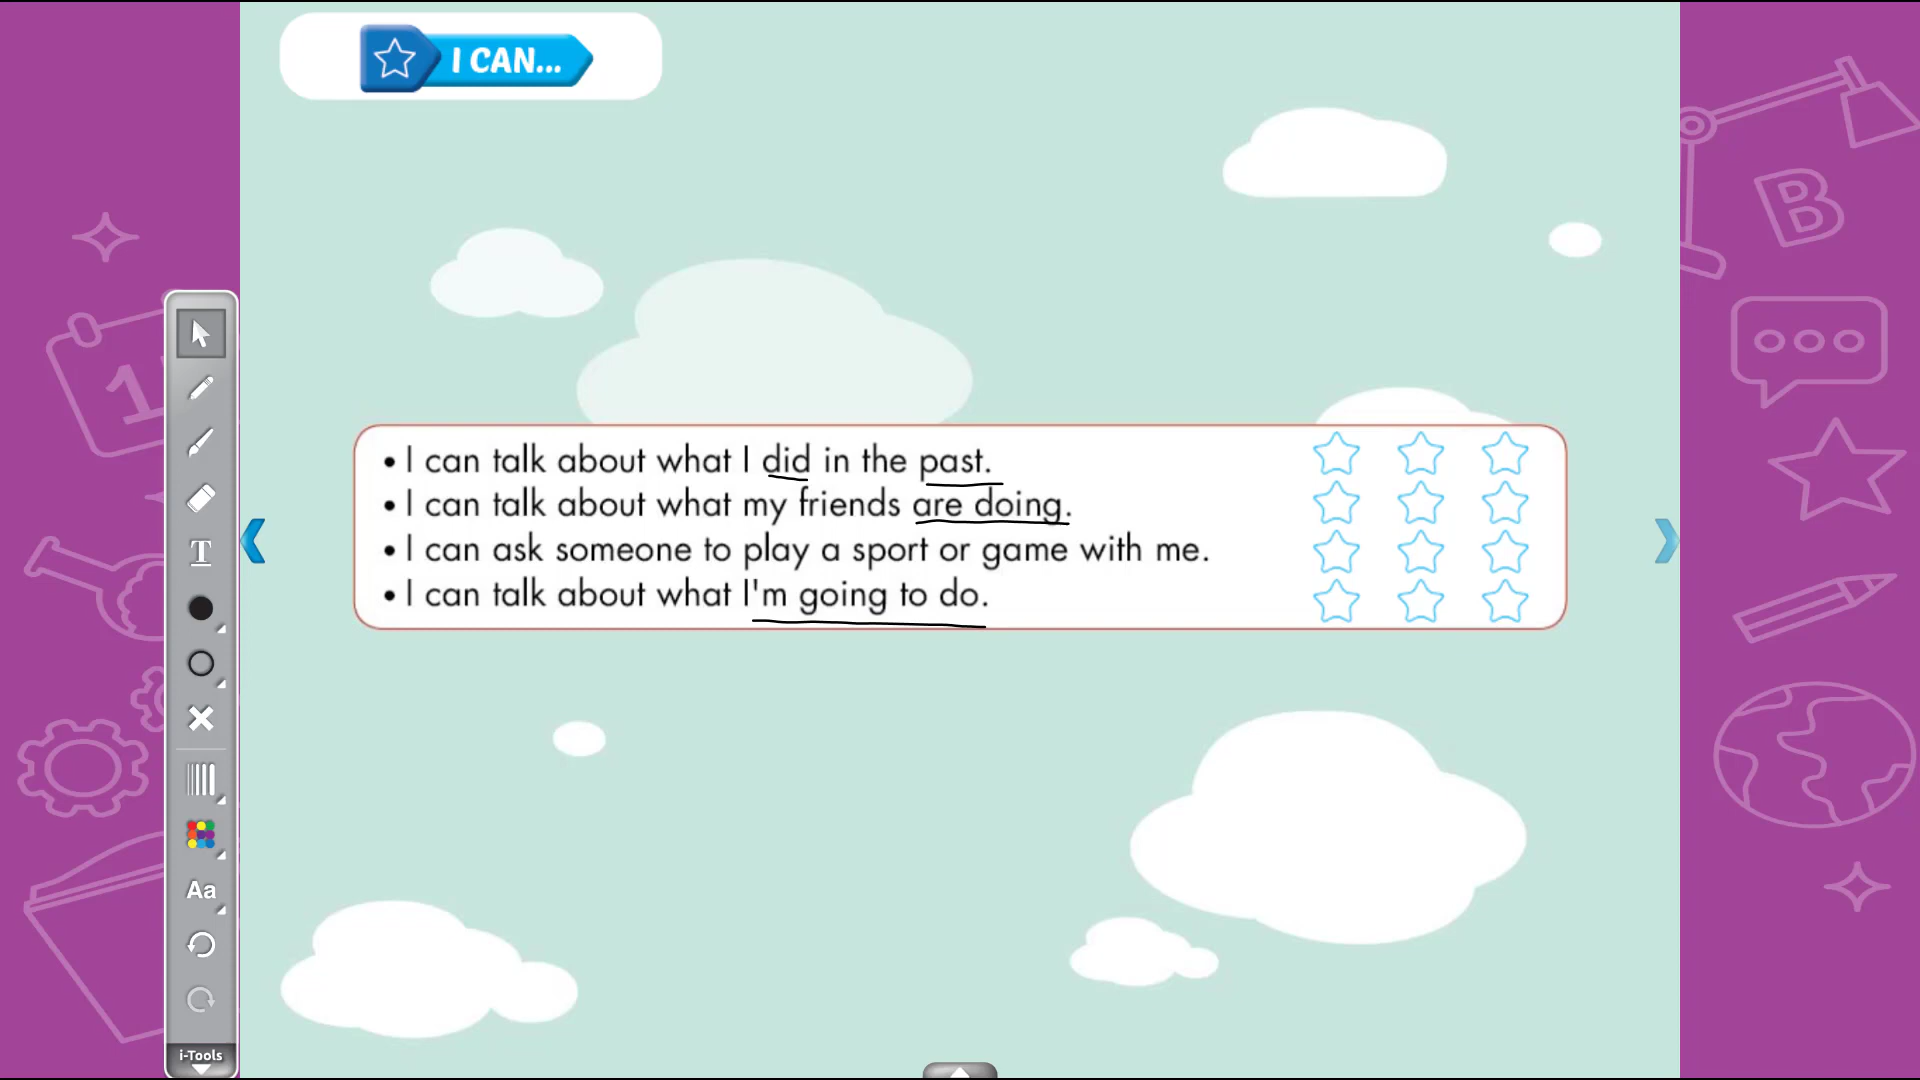 I CAN...
• I can talk about what I did in the past.
• I can talk about what my friends are doing.
• I can ask someone to play a sport or game with me.
• I can talk about what I'm going to do.
1
B
T
Aa
i-Tools